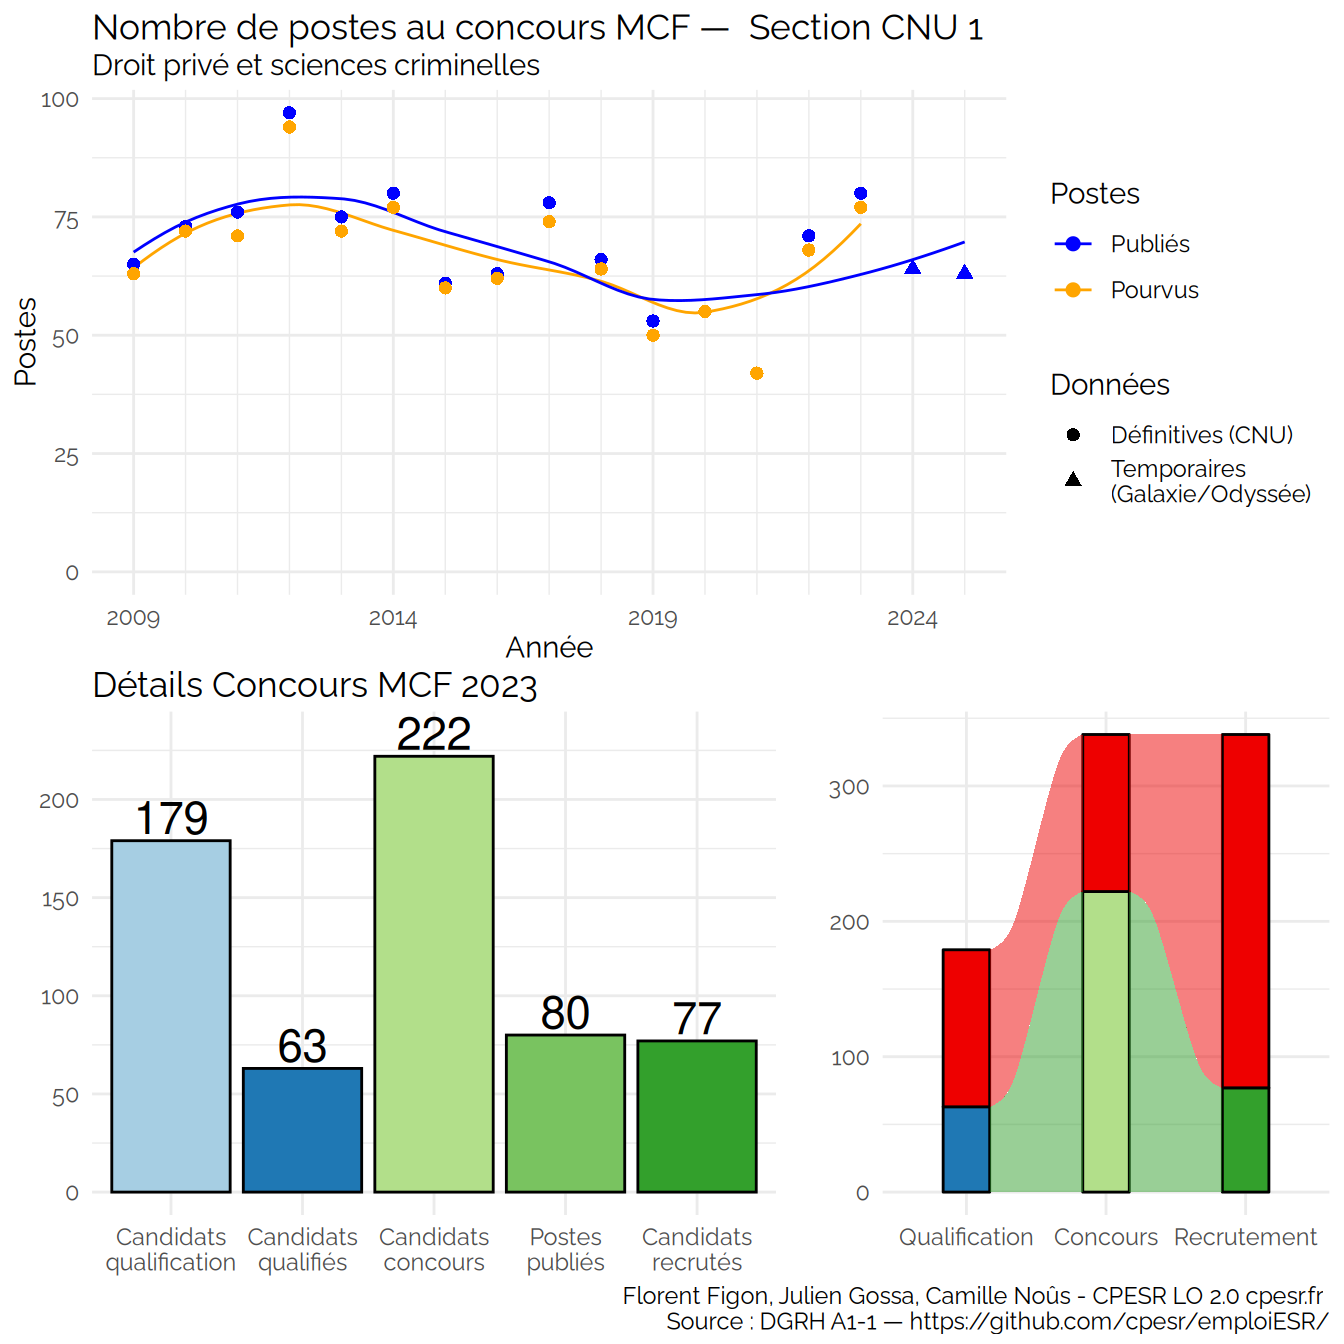 Nombre de postes au concours MCF —  Section CNU 1
Droit privé et sciences criminelles
100
75
50
25
0
Postes
2009 2014 2019 2024
Année
Postes
Publiés
Pourvus
Données
Définitives (CNU)
Temporaires
(Galaxie/Odyssée)
Détails Concours MCF 2023
200
150
100
50
0
179
63
222
80
77
Candidats
qualification
Candidats
qualifiés
Candidats
concours
Postes
publiés
Candidats
recrutés
300
200
100
0
Qualification Concours Recrutement
Florent Figon, Julien Gossa, Camille Noûs - CPESR LO 2.0 cpesr.fr
Source : DGRH A1-1 — https://github.com/cpesr/emploiESR/